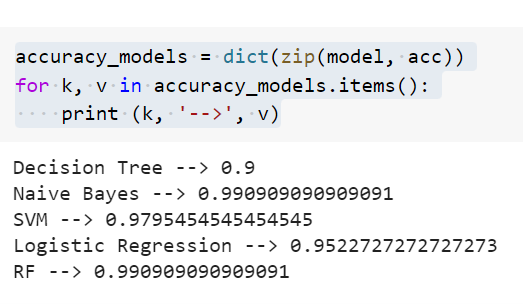 accuracy_models = dict(zip(model, acc))
for k, v in accuracy_models.items():
    print (k, '-->', v)
Decision Tree --> 0.9
Naive Bayes --> 0.990909090909091
SVM --> 0.9795454545454545
Logistic Regression --> 0.9522727272727273
RF --> 0.990909090909091